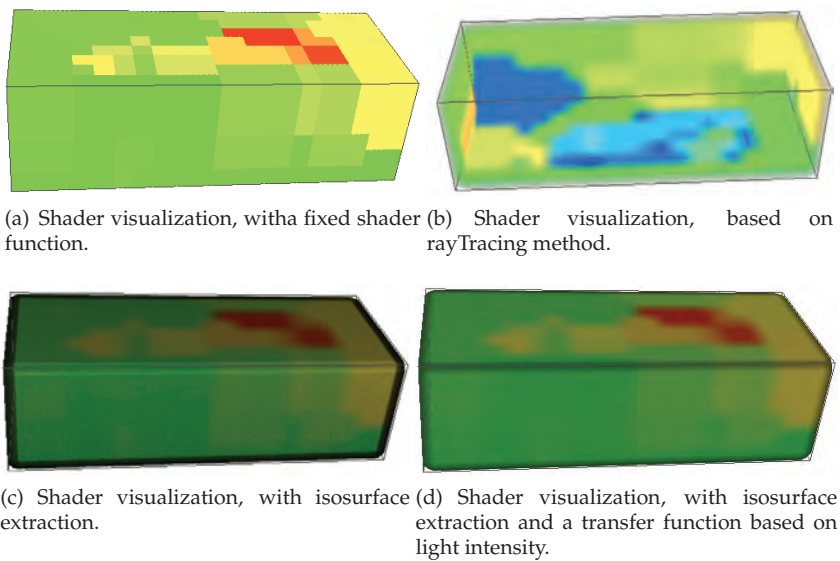 (a) Shader visualization, witha fixed shader function.
(b) Shader visualization, based on rayTracing method.
(c) Shader visualization, with isosurface extraction.
(d) Shader visualization, with isosurface extraction and a transfer function based on light intensity.